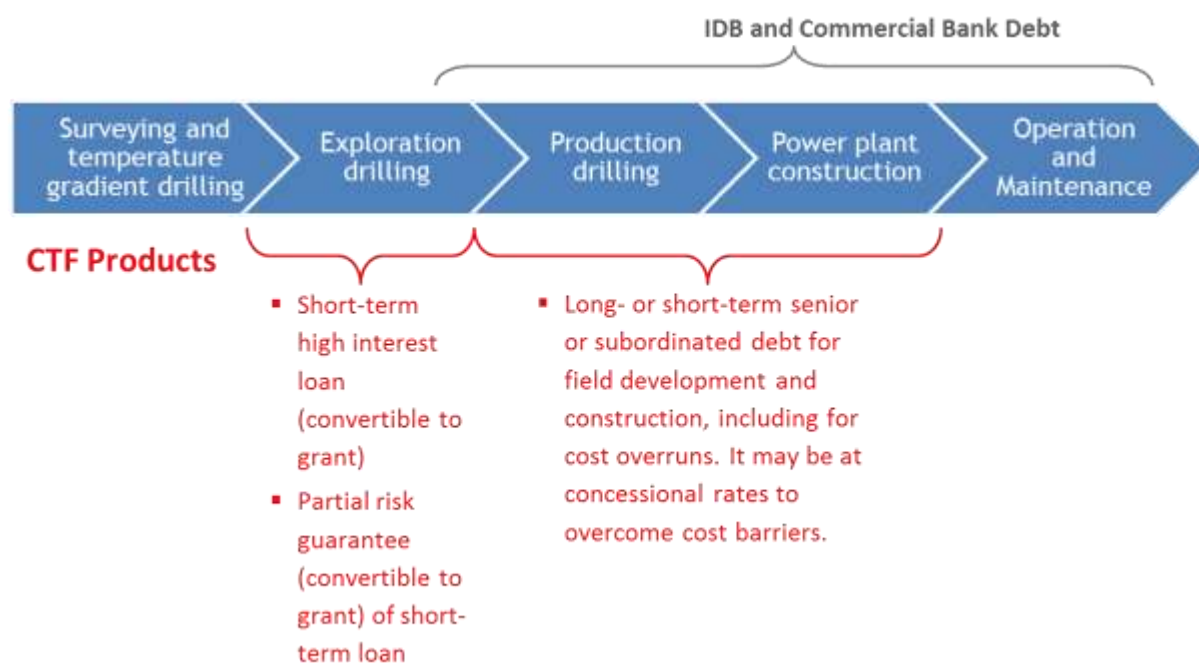 IDB and Commercial Bank Debt
Surveying and
temperature
gradient drilling
Exploration
drilling
Production
drilling
Power plant
construction
Operation
and
Maintenance
CTF Products
▪ Short-term
high interest
loan
(convertible to
grant)
▪ Partial risk
guarantee
(convertible to
grant) of short-
term loan
▪ Long- or short-term senior
or subordinated debt for
field development and
construction, including for
cost overruns. It may be at
concessional rates to
overcome cost barriers.